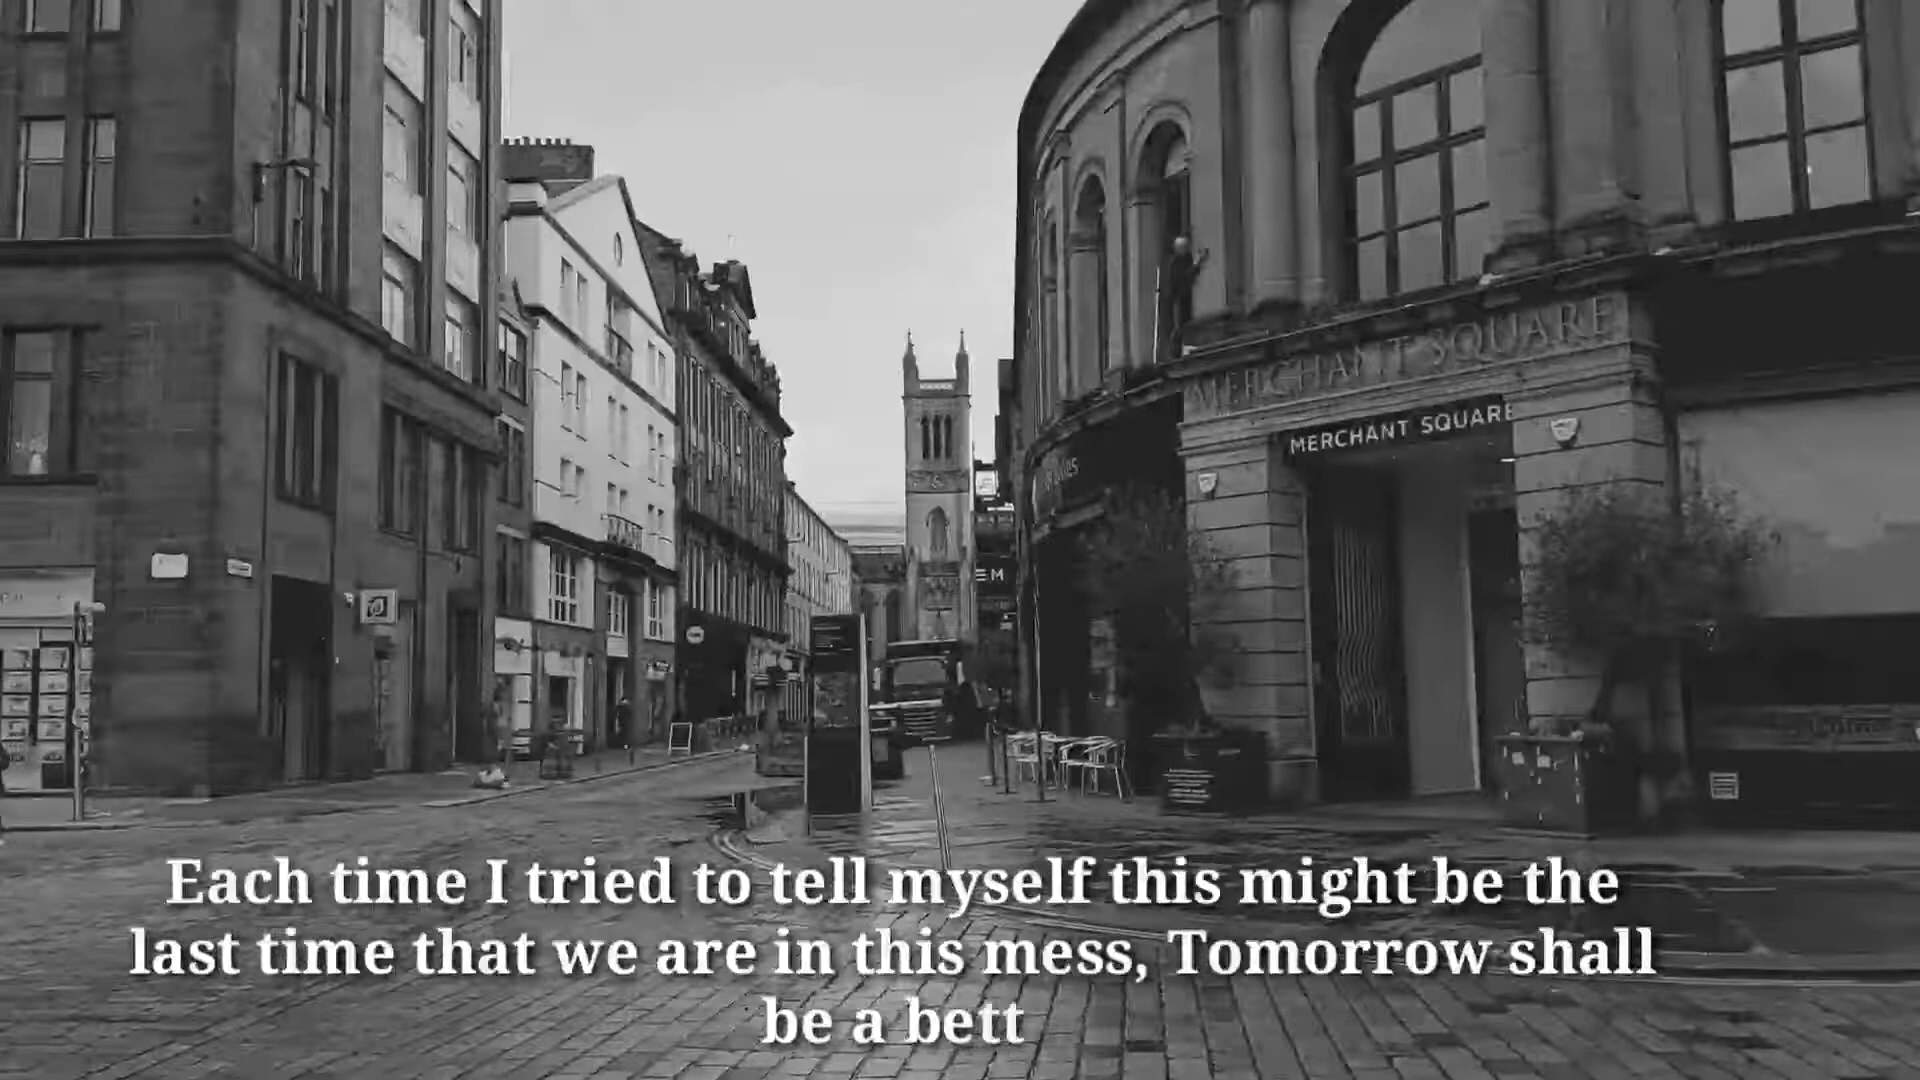 MERCHANT SQUARE
MERCHANT SQUARE
EM
Each time I tried to tell myself this might be the
last time that we are in this mess, Tomorrow shall
be a bett